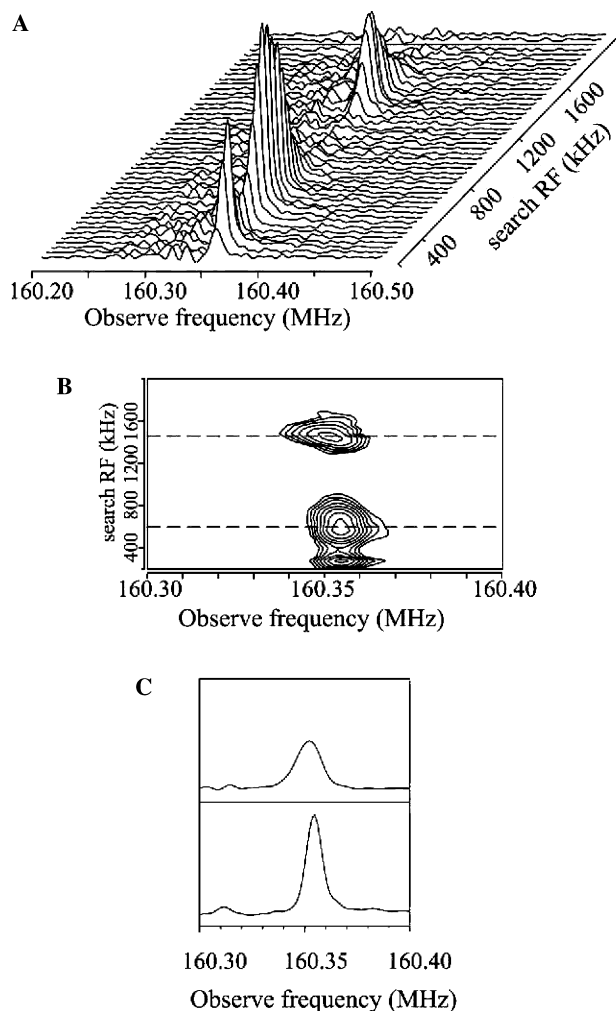 A
160.20 160.30 160.40 160.50
Observe frequency (MHz)
400 800 1200 1600
search RF (kHz)
B
search RF (kHz)
400 800 1200 1600
160.30 160.35 160.40
Observe frequency (MHz)
C
160.30 160.35 160.40
Observe frequency (MHz)